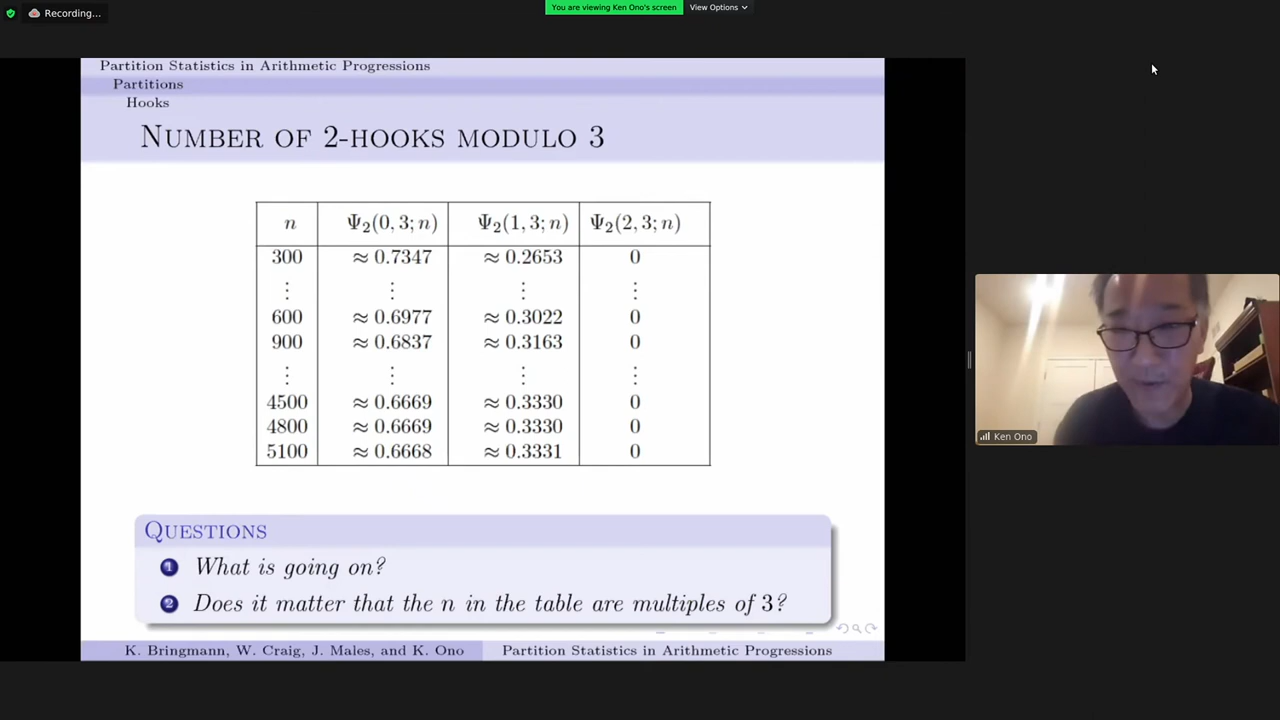 Recording...
You are viewing Ken Ono's screen
View Options
Partition Statistics in Arithmetic Progressions
Partitions
Hooks
NUMBER OF 2-HOOKS MODULO 3
n Ψ₂(0, 3; n) Ψ₂(1, 3; n) Ψ₂(2, 3; n)
300 ≈ 0.7347 ≈ 0.2653 0
⋮ ⋮ ⋮ ⋮
600 ≈ 0.6977 ≈ 0.3022 0
900 ≈ 0.6837 ≈ 0.3163 0
⋮ ⋮ ⋮ ⋮
4500 ≈ 0.6669 ≈ 0.3330 0
4800 ≈ 0.6669 ≈ 0.3330 0
5100 ≈ 0.6668 ≈ 0.3331 0
QUESTIONS
1 What is going on?
2 Does it matter that the n in the table are multiples of 3?
K. Bringmann, W. Craig, J. Males, and K. Ono
Partition Statistics in Arithmetic Progressions
Ken Ono